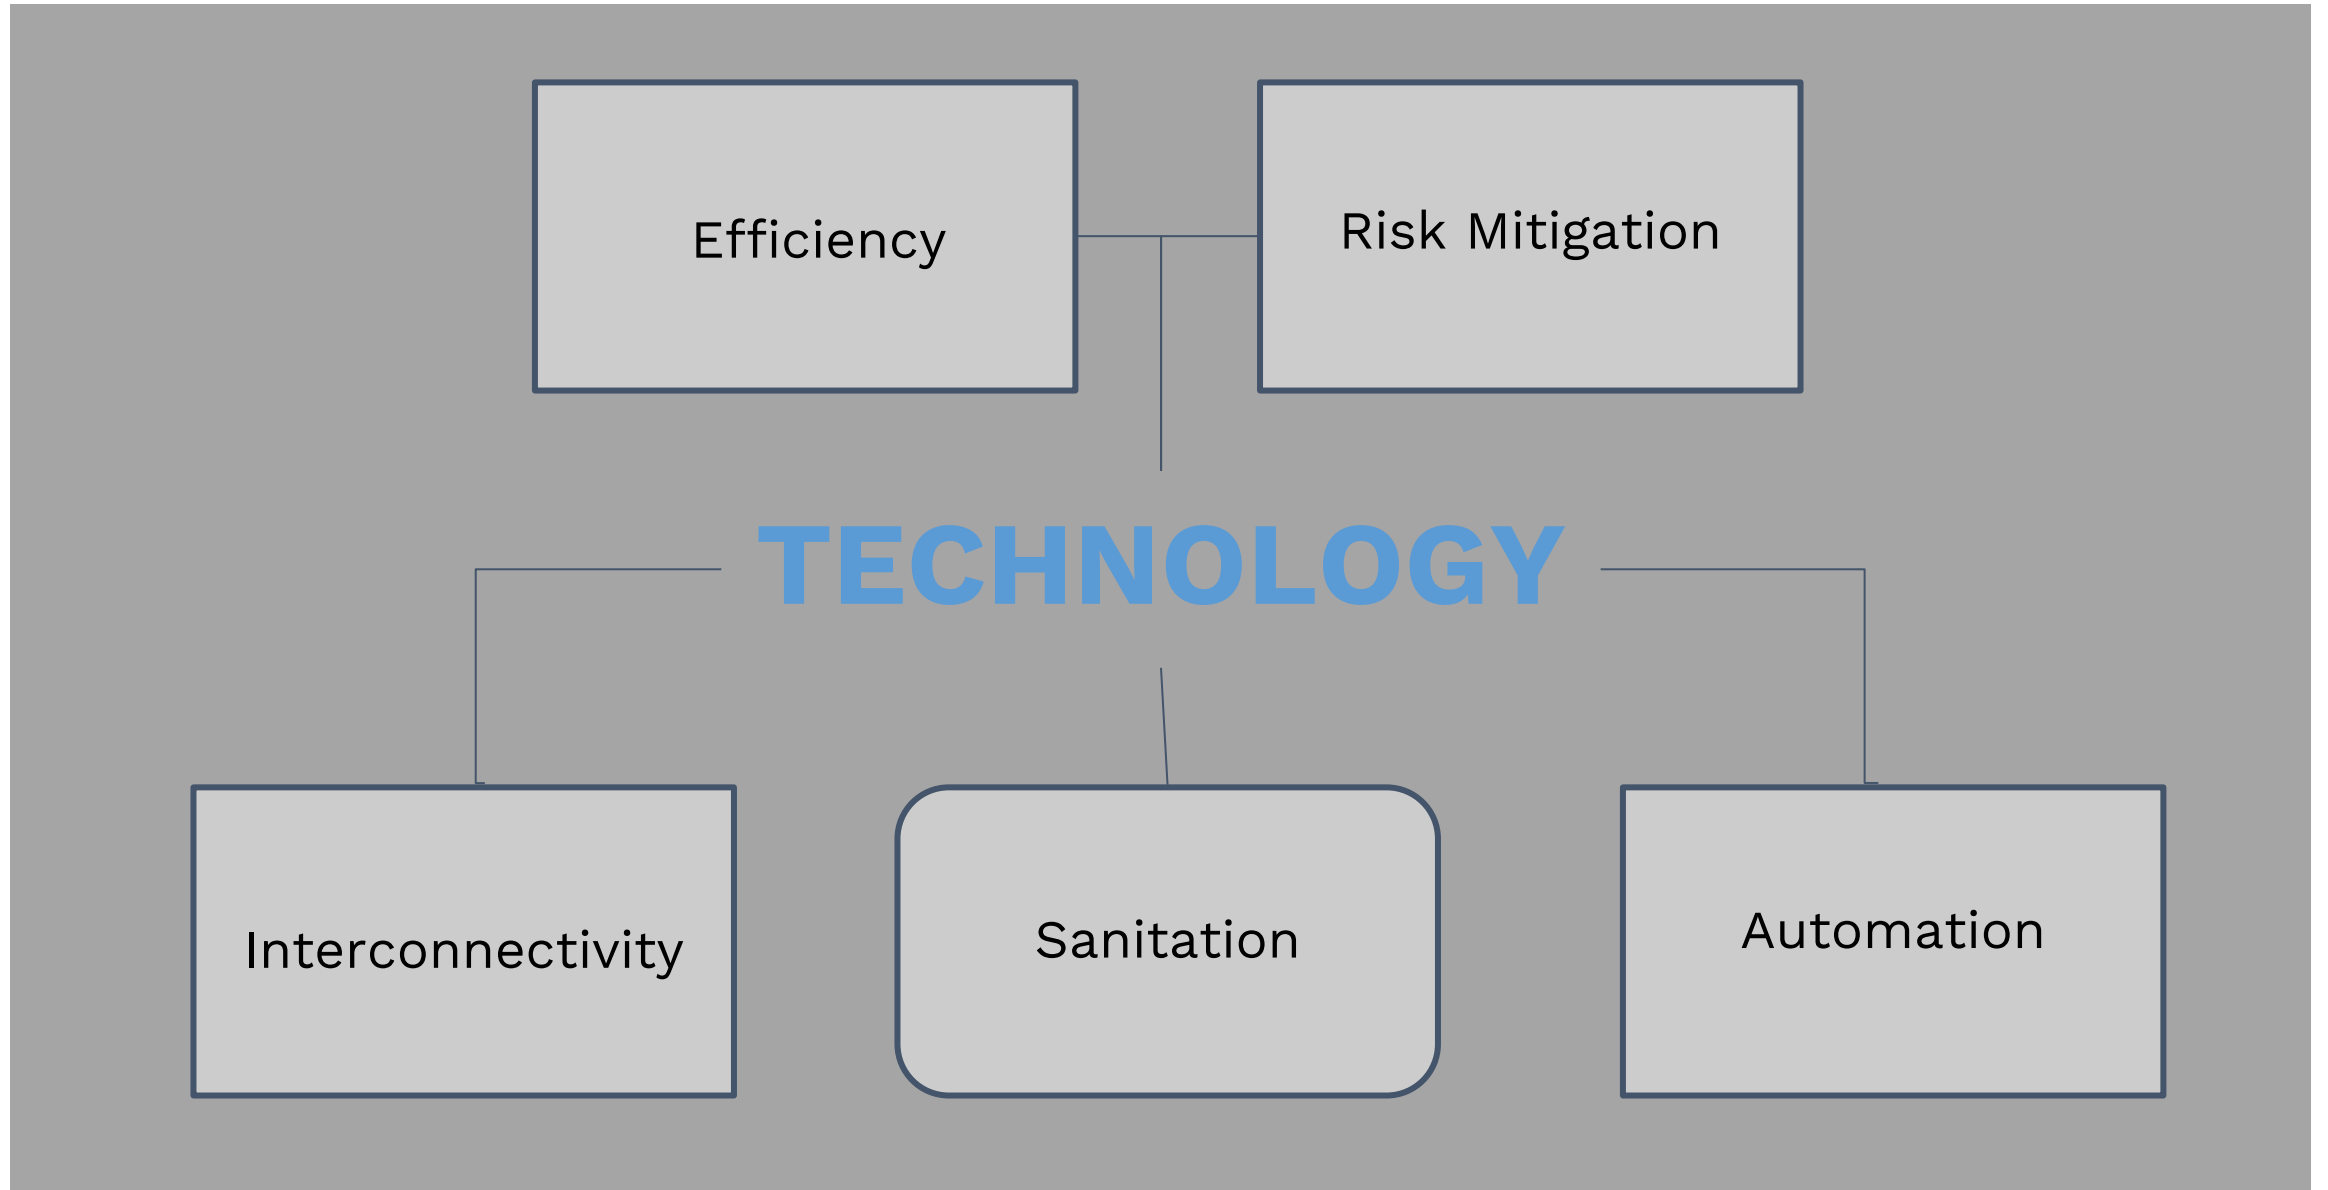 Efficiency
Risk Mitigation
TECHNOLOGY
Interconnectivity
Sanitation
Automation